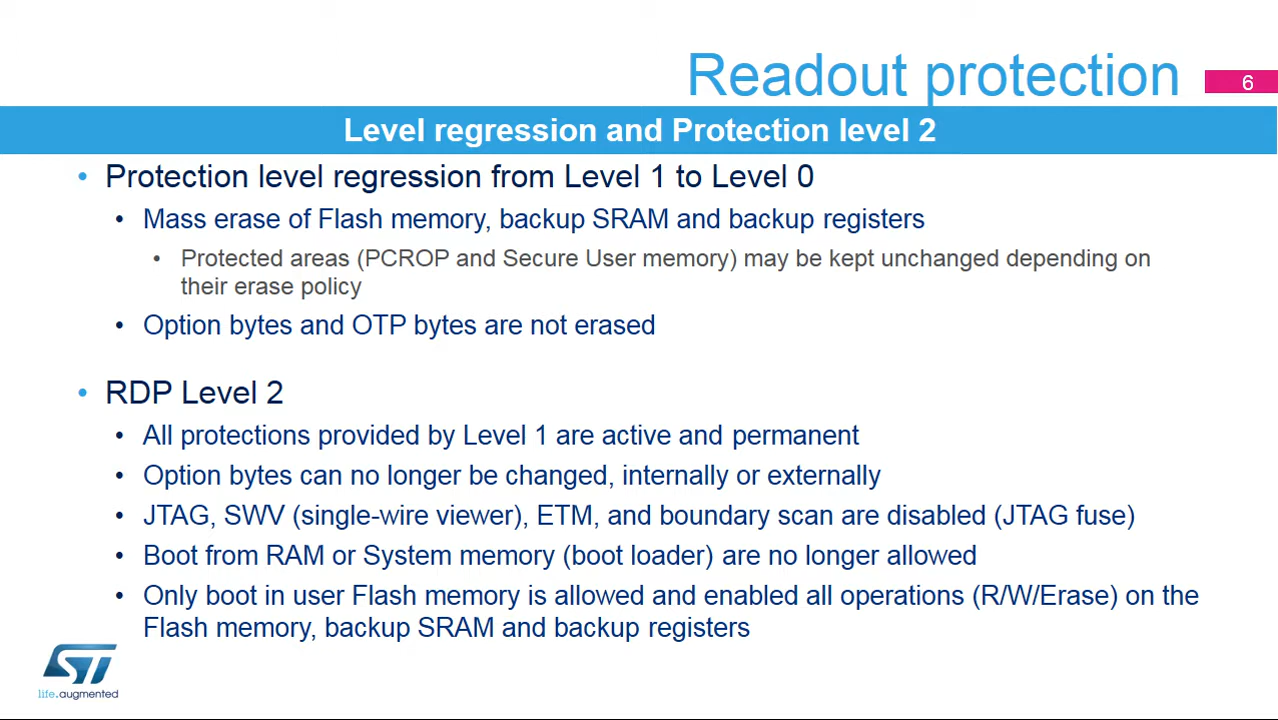 Readout protection
6
Level regression and Protection level 2
• Protection level regression from Level 1 to Level 0
• Mass erase of Flash memory, backup SRAM and backup registers
• Protected areas (PCROP and Secure User memory) may be kept unchanged depending on
their erase policy
• Option bytes and OTP bytes are not erased
• RDP Level 2
• All protections provided by Level 1 are active and permanent
• Option bytes can no longer be changed, internally or externally
• JTAG, SWV (single-wire viewer), ETM, and boundary scan are disabled (JTAG fuse)
• Boot from RAM or System memory (boot loader) are no longer allowed
• Only boot in user Flash memory is allowed and enabled all operations (R/W/Erase) on the
Flash memory, backup SRAM and backup registers
ST
life.augmented